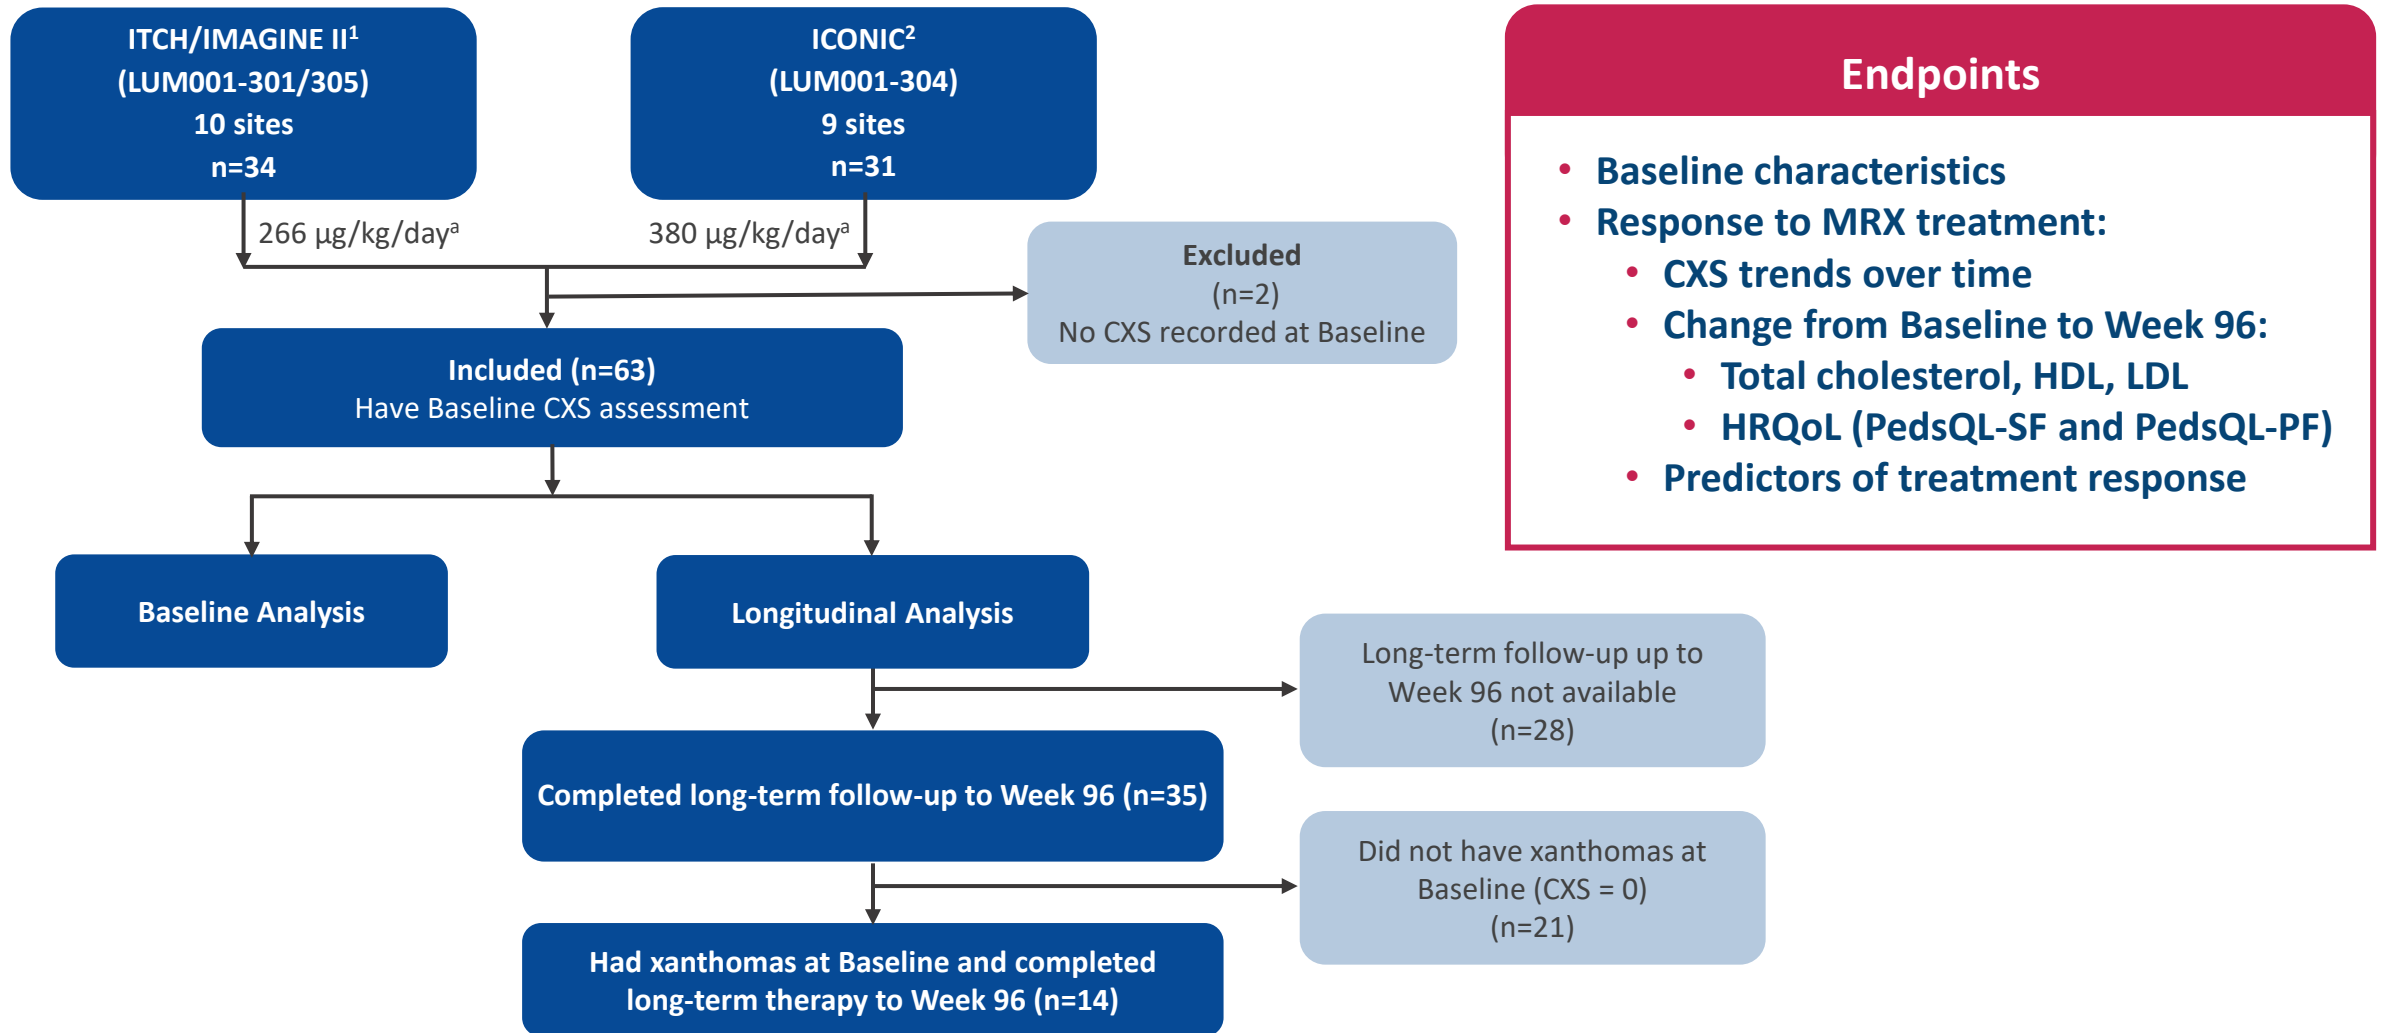 ITCH/IMAGINE II¹
(LUM001-301/305)
10 sites
n=34
ICONIC²
(LUM001-304)
9 sites
n=31
266 µg/kg/dayᵃ
380 µg/kg/dayᵃ
Excluded
(n=2)
No CXS recorded at Baseline
Included (n=63)
Have Baseline CXS assessment
Baseline Analysis
Longitudinal Analysis
Long-term follow-up up to
Week 96 not available
(n=28)
Completed long-term follow-up to Week 96 (n=35)
Did not have xanthomas at
Baseline (CXS = 0)
(n=21)
Had xanthomas at Baseline and completed
long-term therapy to Week 96 (n=14)
Endpoints
• Baseline characteristics
• Response to MRX treatment:
• CXS trends over time
• Change from Baseline to Week 96:
• Total cholesterol, HDL, LDL
• HRQoL (PedsQL-SF and PedsQL-PF)
• Predictors of treatment response